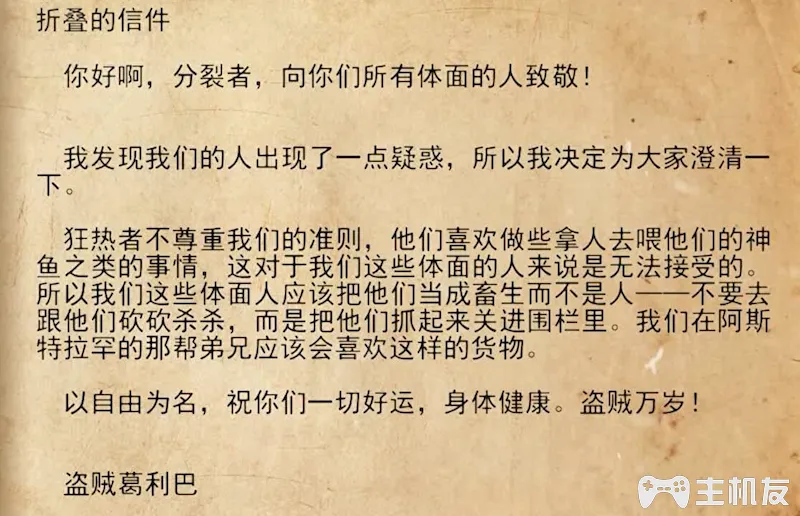 折叠的信件
你好啊，分裂者，向你们所有体面的人致敬！
我发现我们的人出现了一点疑惑，所以我决定为大家澄清一
下。
狂热者不尊重我们的准则，他们喜欢做些拿人去喂他们的神
鱼之类的事情，这对于我们这些体面的人来说是无法接受的。
所以我们这些体面人应该把他们当成畜生而不是人——不要去
跟他们砍砍杀杀，而是把他们抓起来关进围栏里。我们在阿斯
特拉罕的那帮弟兄应该会喜欢这样的货物。
以自由为名，祝你们一切好运，身体健康。盗贼万岁！
盗贼葛利巴
主机友